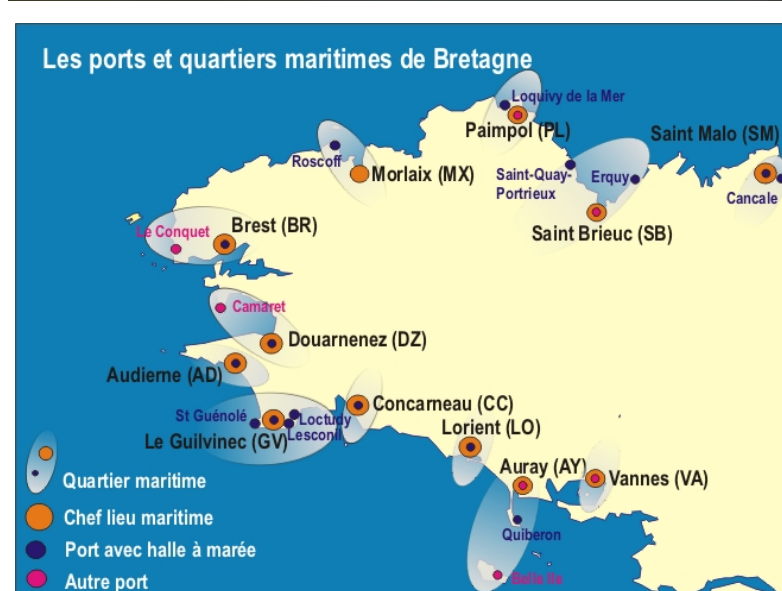 Les ports et quartiers maritimes de Bretagne
Loquivy de la Mer
Paimpol (PL)
Saint Malo (SM)
Roscoff
Morlaix (MX)
Saint-Quay-
Portrieux
Erquy
Cancale
Le Conquet
Brest (BR)
Saint Brieuc (SB)
Camaret
Douarnenez (DZ)
Audierne (AD)
St Guénolé
Loctudy
Lesconil
Le Guilvinec (GV)
Concarneau (CC)
Lorient (LO)
Auray (AY)
Vannes (VA)
Quiberon
Belle Ile
Quartier maritime
Chef lieu maritime
Port avec halle à marée
Autre port